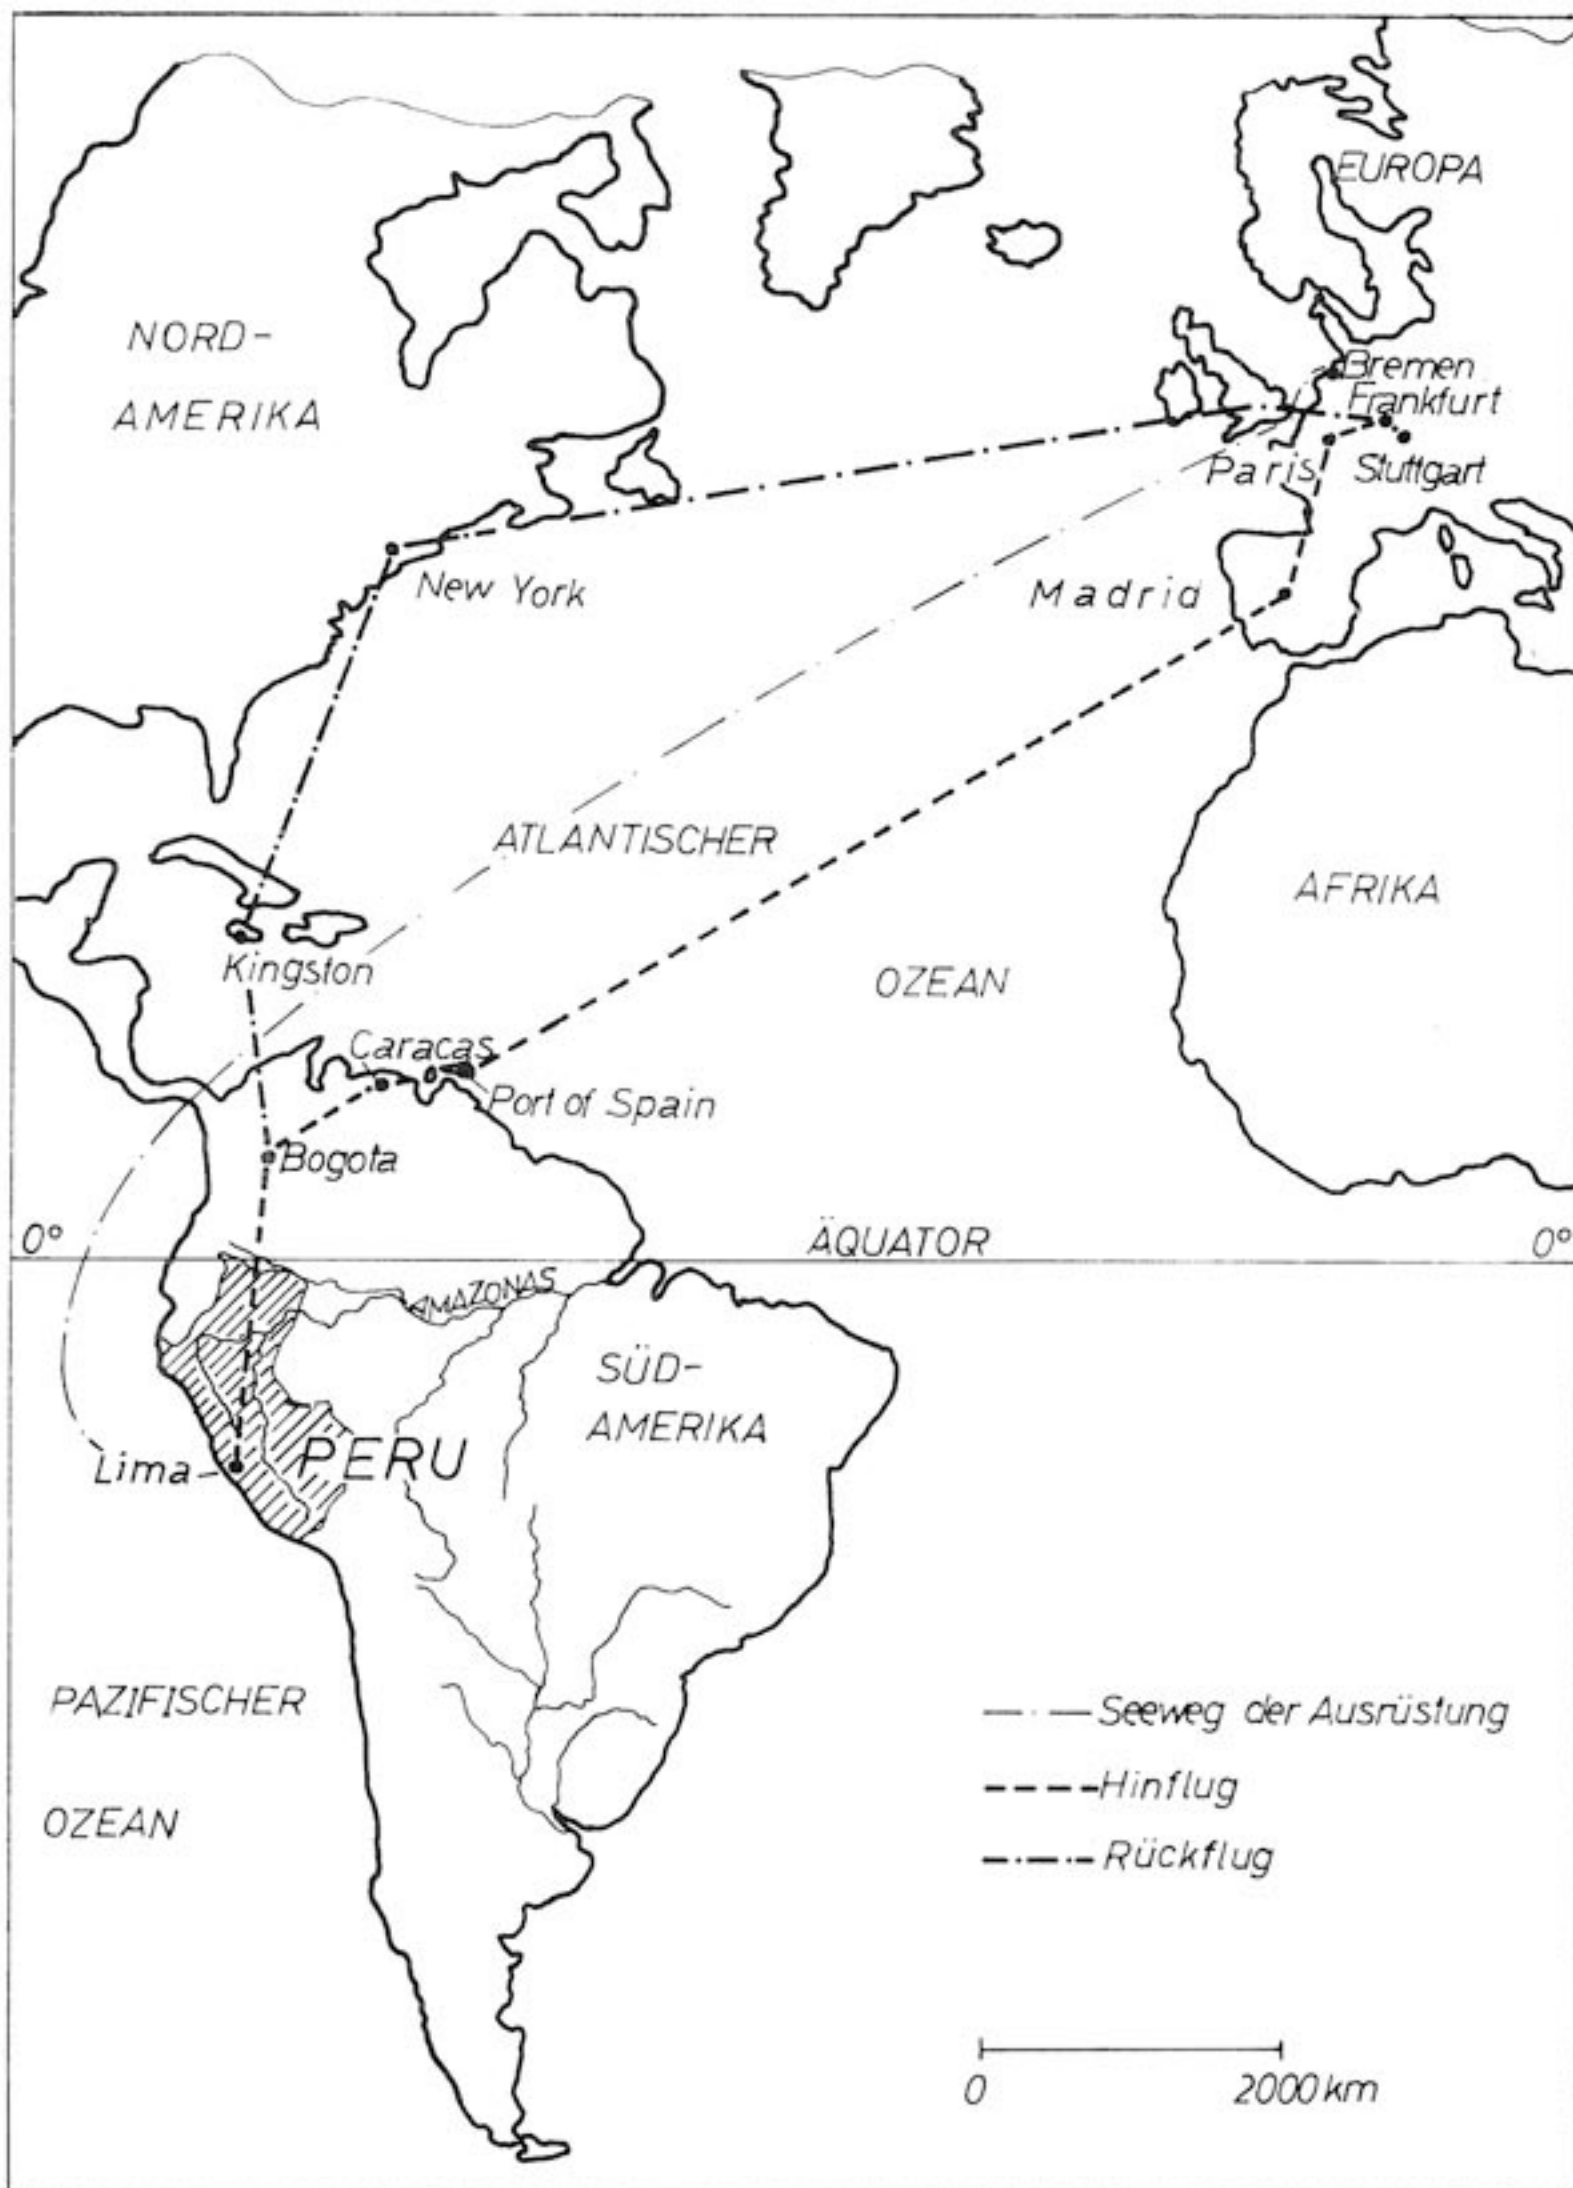 EUROPA
NORD-
AMERIKA
Bremen
Frankfurt
Paris
Stuttgart
New York
Madrid
ATLANTISCHER
AFRIKA
OZEAN
Kingston
Caracas
Port of Spain
Bogota
0°
ÄQUATOR
0°
AMAZONAS
SÜD-
AMERIKA
PERU
Lima
PAZIFISCHER
OZEAN
Seeweg der Ausrüstung
Hinflug
Rückflug
0
2000 km